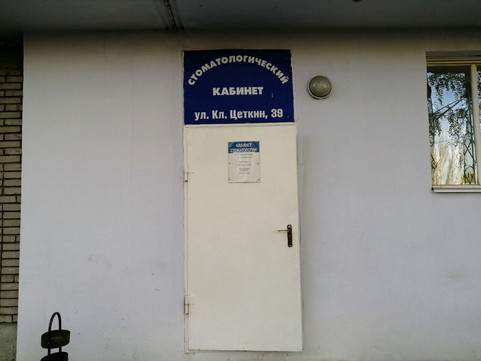 СТОМАТОЛОГИЧЕСКИЙ
КАБИНЕТ
ул. Кл. Цеткин, 39
КАБИНЕТ
СТОМАТОЛОГИИ